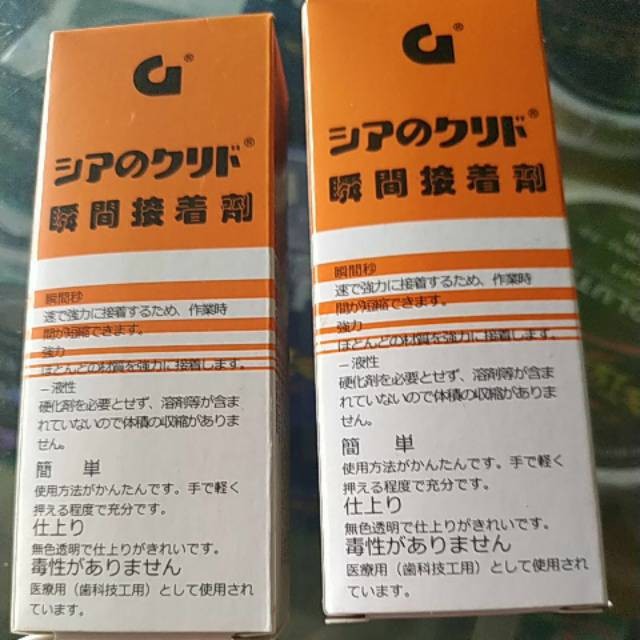 シアのクリド®
瞬間接着剤
瞬間秒
速で強力に接着するため、作業時
間が短縮できます。
強力
ほとんどの材質を強力に接着します。
一液性
硬化剤を必要とせず、溶剤等が含ま
れていないので体積の収縮がありま
せん。
簡 単
使用方法がかんたんです。手で軽く
押える程度で充分です。
仕上り
無色透明で仕上りがきれいです。
毒性がありません
医療用（歯科技工用）として使用され
ています。
シアのクリド®
瞬間接着剤
瞬間秒
速で強力に接着するため、作業時
間が短縮できます。
強力
ほとんどの材質を強力に接着します。
一液性
硬化剤を必要とせず、溶剤等が含ま
れていないので体積の収縮がありま
せん。
簡 単
使用方法がかんたんです。手で軽く
押える程度で充分です。
仕上り
無色透明で仕上りがきれいです。
毒性がありません
医療用（歯科技工用）として使用され
ています。